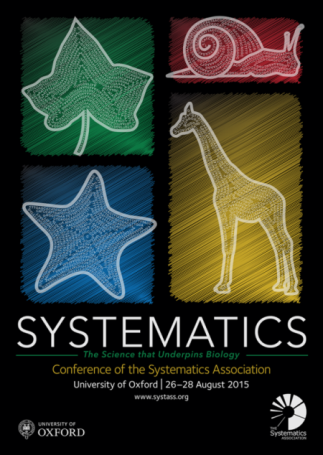 SYSTEMATICS
The Science that Underpins Biology
Conference of the Systematics Association
University of Oxford | 26–28 August 2015
www.systass.org
UNIVERSITY OF
OXFORD
THE
Systematics
ASSOCIATION